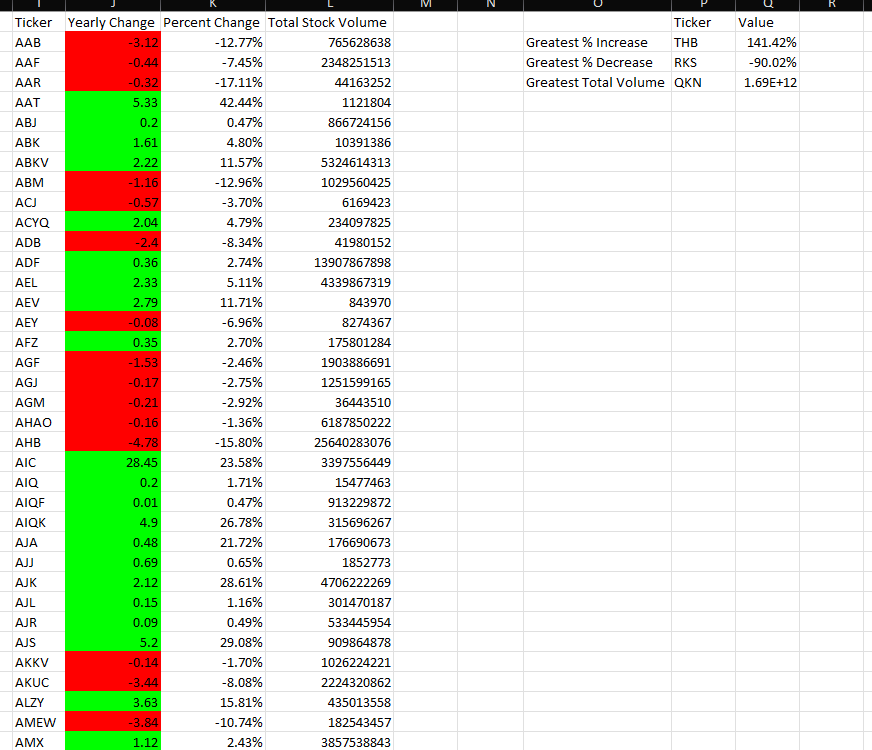 I J K L M N O P Q R
Ticker Yearly Change Percent Change Total Stock Volume Ticker Value
AAB -3.12 -12.77% 765628638 Greatest % Increase THB 141.42%
AAF -0.44 -7.45% 2348251513 Greatest % Decrease RKS -90.02%
AAR -0.32 -17.11% 44163252 Greatest Total Volume QKN 1.69E+12
AAT 5.33 42.44% 1121804
ABJ 0.2 0.47% 866724156
ABK 1.61 4.80% 10391386
ABKV 2.22 11.57% 5324614313
ABM -1.16 -12.96% 1029560425
ACJ -0.57 -3.70% 6169423
ACYQ 2.04 4.79% 234097825
ADB -2.4 -8.34% 41980152
ADF 0.36 2.74% 13907867898
AEL 2.33 5.11% 4339867319
AEV 2.79 11.71% 843970
AEY -0.08 -6.96% 8274367
AFZ 0.35 2.70% 175801284
AGF -1.53 -2.46% 1903886691
AGJ -0.17 -2.75% 1251599165
AGM -0.21 -2.92% 36443510
AHAO -0.16 -1.36% 6187850222
AHB -4.78 -15.80% 25640283076
AIC 28.45 23.58% 3397556449
AIQ 0.2 1.71% 15477463
AIQF 0.01 0.47% 913229872
AIQK 4.9 26.78% 315696267
AJA 0.48 21.72% 176690673
AJJ 0.69 0.65% 1852773
AJK 2.12 28.61% 4706222269
AJL 0.15 1.16% 301470187
AJR 0.09 0.49% 533445954
AJS 5.2 29.08% 909864878
AKKV -0.14 -1.70% 1026224221
AKUC -3.44 -8.08% 2224320862
ALZY 3.63 15.81% 435013558
AMEW -3.84 -10.74% 182543457
AMX 1.12 2.43% 3857538843